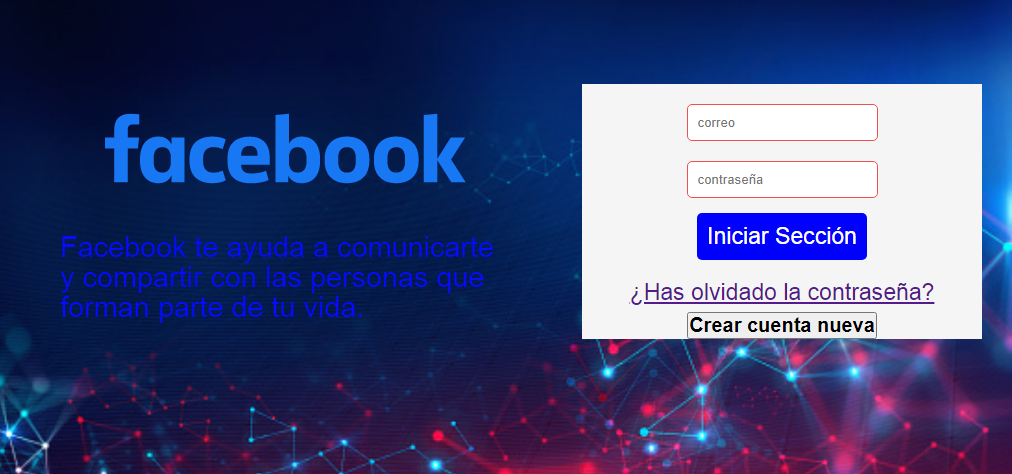 facebook
Facebook te ayuda a comunicarte
y compartir con las personas que
forman parte de tu vida.
correo
contraseña
Iniciar Sección
¿Has olvidado la contraseña?
Crear cuenta nueva